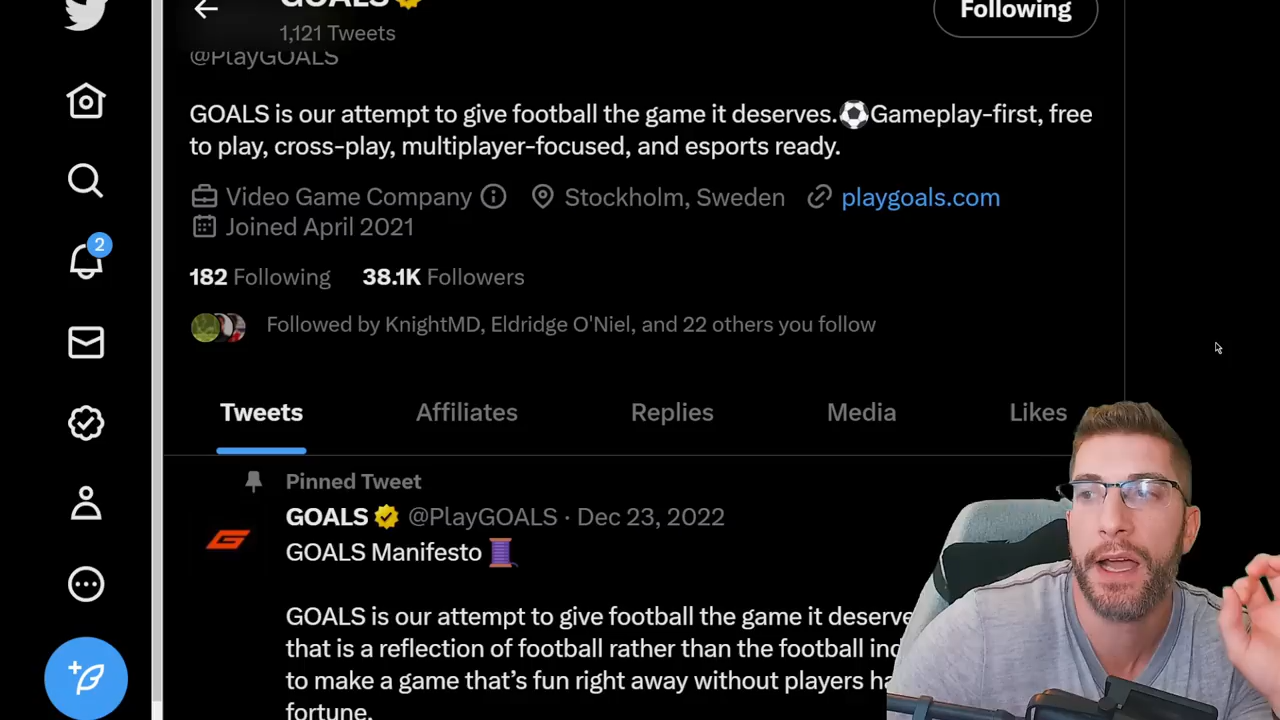 GOALS
Following
1,121 Tweets
@PlayGOALS
GOALS is our attempt to give football the game it deserves.⚽Gameplay-first, free
to play, cross-play, multiplayer-focused, and esports ready.
Video Game Company Stockholm, Sweden playgoals.com
Joined April 2021
182 Following 38.1K Followers
Followed by KnightMD, Eldridge O'Niel, and 22 others you follow
Tweets Affiliates Replies Media Likes
Pinned Tweet
GOALS @PlayGOALS · Dec 23, 2022
GOALS Manifesto 🧵
GOALS is our attempt to give football the game it deserve
that is a reflection of football rather than the football
to make a game that's fun right away without players
fortune.
2